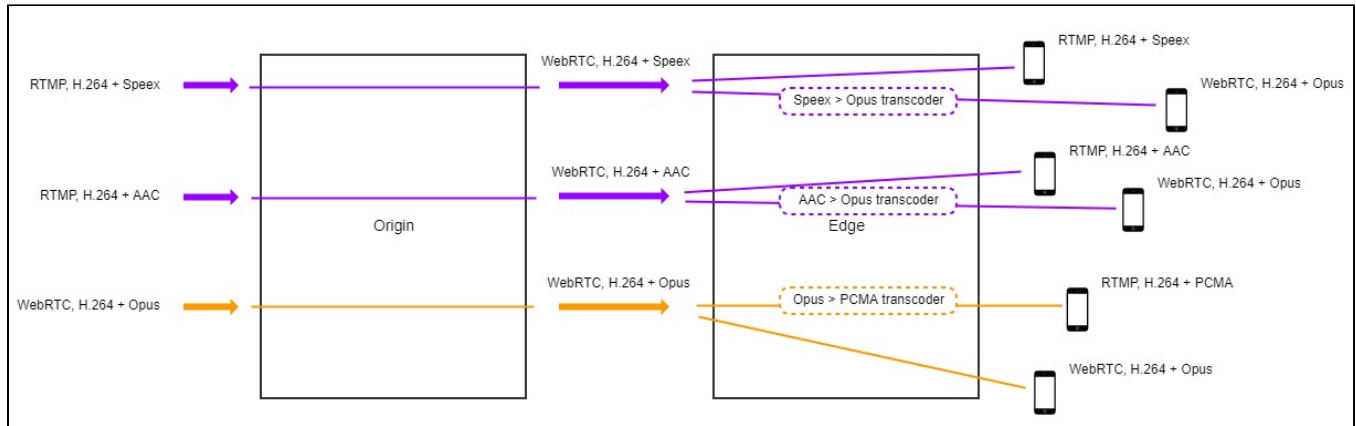 RTMP, H.264 + Speex
WebRTC, H.264 + Speex
RTMP, H.264 + Speex
Speex > Opus transcoder
WebRTC, H.264 + Opus
RTMP, H.264 + AAC
WebRTC, H.264 + AAC
RTMP, H.264 + AAC
AAC > Opus transcoder
WebRTC, H.264 + Opus
Origin
Edge
WebRTC, H.264 + Opus
WebRTC, H.264 + Opus
Opus > PCMA transcoder
RTMP, H.264 + PCMA
WebRTC, H.264 + Opus